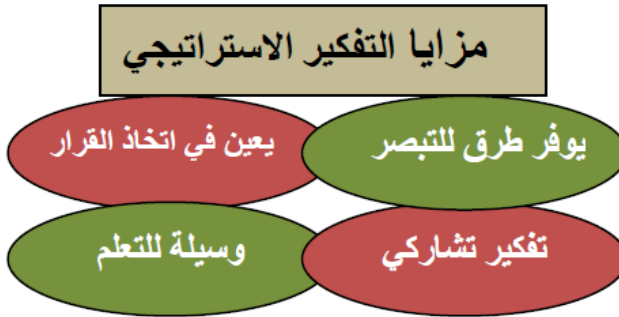 مزايا التفكير الاستراتيجي
يوفر طرق للتبصر
يعين في اتخاذ القرار
تفكير تشاركي
وسيلة للتعلم